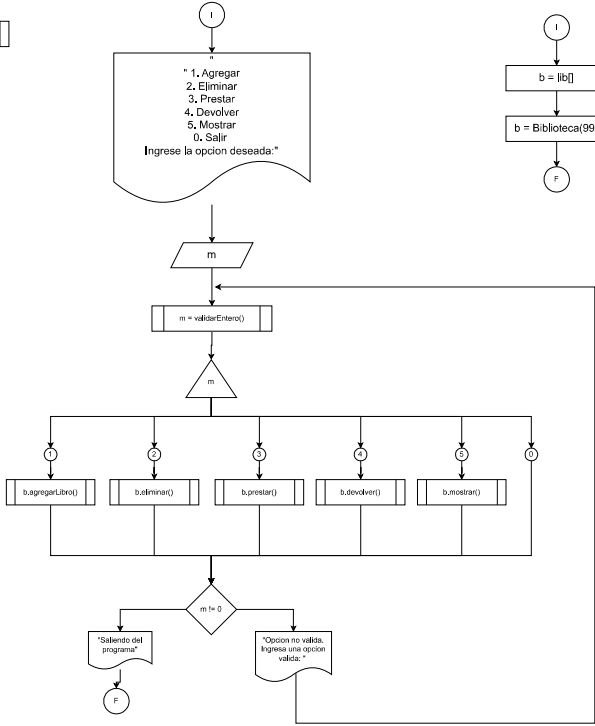 I
"
" 1. Agregar
2. Eliminar
3. Prestar
4. Devolver
5. Mostrar
0. Salir
Ingrese la opcion deseada:"
m
m = validarEntero()
m
1
2
3
4
5
0
b.agregarLibro()
b.eliminar()
b.prestar()
b.devolver()
b.mostrar()
m != 0
"Saliendo del
programa"
"Opcion no valida.
Ingresa una opcion
valida: "
F
I
b = lib[]
b = Biblioteca(99
F